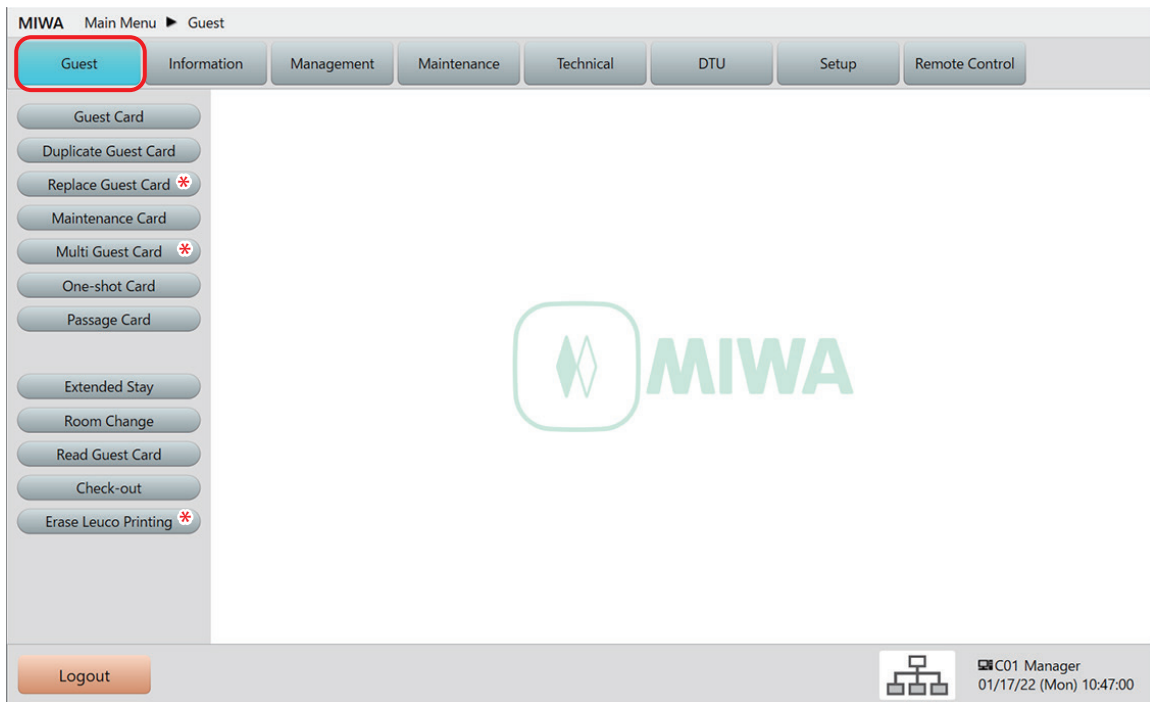 MIWA Main Menu ▶ Guest
Guest Information Management Maintenance Technical DTU Setup Remote Control
Guest Card
Duplicate Guest Card
Replace Guest Card *
Maintenance Card
Multi Guest Card *
One-shot Card
Passage Card
Extended Stay
Room Change
Read Guest Card
Check-out
Erase Leuco Printing *
MIWA
Logout
C01 Manager
01/17/22 (Mon) 10:47:00